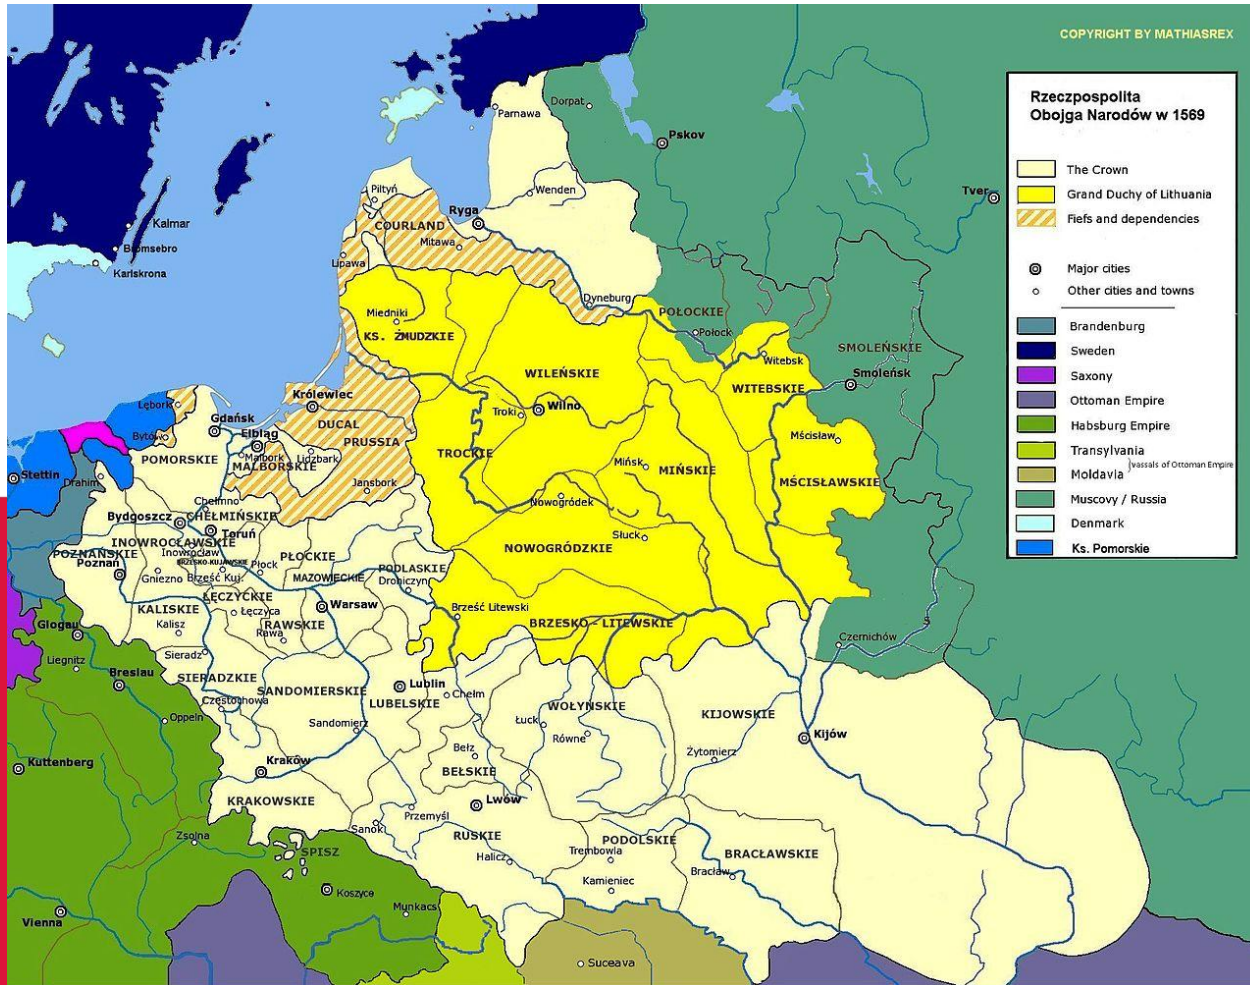 COPYRIGHT BY MATHIASREX
Rzeczpospolita
Obojga Narodów w 1569
The Crown
Grand Duchy of Lithuania
Fiefs and dependencies
Major cities
Other cities and towns
Brandenburg
Sweden
Saxony
Ottoman Empire
Habsburg Empire
Transylvania
Moldavia
vassals of Ottoman Empire
Muscovy / Russia
Denmark
Ks. Pomorskie
Dorpat
Parnawa
Pskov
Tver
Piltyń
Wenden
Ryga
COURLAND
Mitawa
Kalmar
Bromsebro
Karlskrona
Lipawa
Dyneburg
Miedniki
KS. ŻMUDZKIE
POŁOCKIE
Połock
SMOLEŃSKIE
Witebsk
WILEŃSKIE
WITEBSKIE
Smoleńsk
Królewiec
Lębork
Gdańsk
DUCAL
PRUSSIA
Troki
Wilno
Bytów
Elbląg
Mścisław
POMORSKIE
Malbork
MALBORSKIE
Lidzbark
TROCKIE
Mińsk
MIŃSKIE
Stettin
Drahim
Jansbork
MŚCISŁAWSKIE
Chełmno
Nowogródek
Bydgoszcz
CHEŁMIŃSKIE
Toruń
Słuck
INOWROCŁAWSKIE
Inowrocław
NOWOGRÓDZKIE
POZNAŃSKIE
Poznań
BRZESKO-KUJAWSKIE
PŁOCKIE
Płock
PODLASKIE
Gniezno
Brześć Kuj.
MAZOWIECKIE
Droniczyn
ŁĘCZYCKIE
KALISKIE
Łęczyca
Warsaw
Brześć Litewski
Glogau
Kalisz
RAWSKIE
Rawa
BRZESKO - LITEWSKIE
S
Czernichów
Liegnitz
Sieradz
Breslau
SIERADZKIE
SANDOMIERSKIE
Lublin
Chełm
LUBELSKIE
Częstochowa
WOŁYŃSKIE
KIJOWSKIE
Oppeln
Sandomierz
Łuck
Równe
Kijów
Bełz
Żytomierz
Kuttenberg
Kraków
BEŁSKIE
KRAKOWSKIE
Lwów
Przemyśl
Zsolna
Sanok
RUSKIE
PODOLSKIE
SPISZ
Halicz
Trembowla
BRACŁAWSKIE
Bracław
Kamieniec
Koszyce
Munkacs
Vienna
Suceava